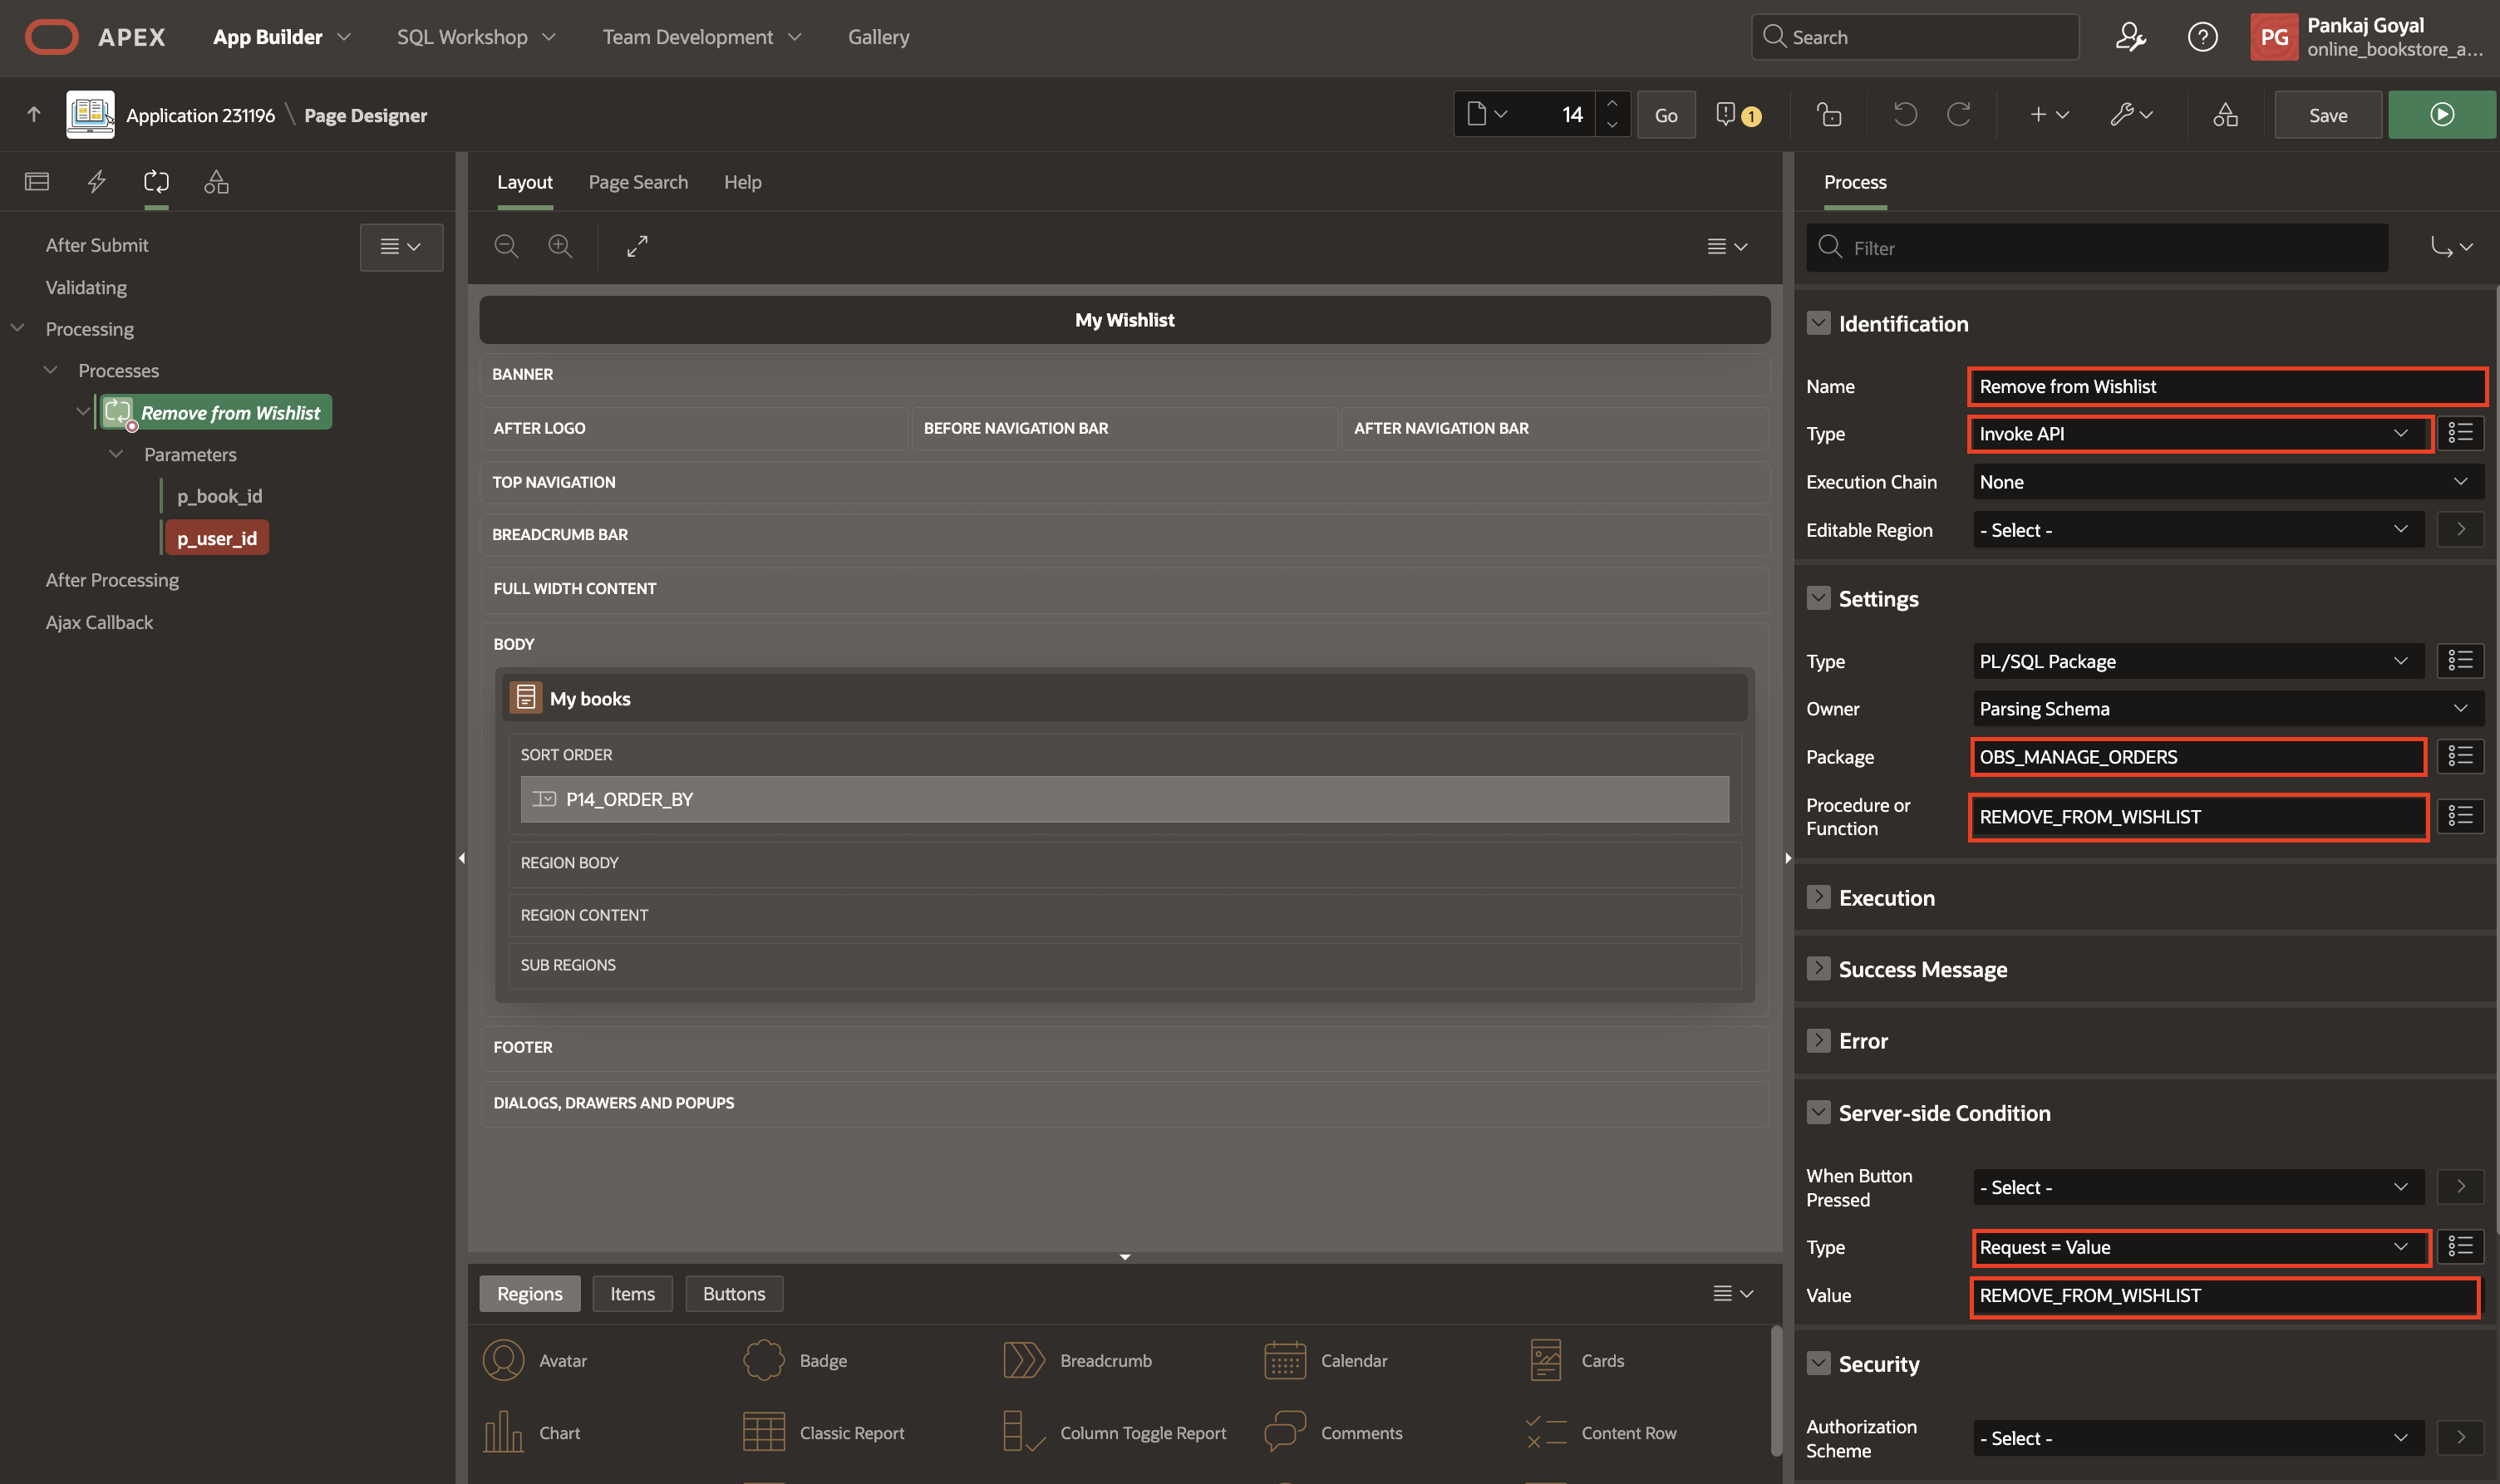 APEX App Builder SQL Workshop Team Development Gallery Search PG Pankaj Goyal
online_bookstore_a...
Application 231196 \ Page Designer 14 Go 1 Save
After Submit
Validating
Processing
Processes
Remove from Wishlist
Parameters
p_book_id
p_user_id
After Processing
Ajax Callback
Layout Page Search Help
My Wishlist
BANNER
AFTER LOGO BEFORE NAVIGATION BAR AFTER NAVIGATION BAR
TOP NAVIGATION
BREADCRUMB BAR
FULL WIDTH CONTENT
BODY
My books
SORT ORDER
P14_ORDER_BY
REGION BODY
REGION CONTENT
SUB REGIONS
FOOTER
DIALOGS, DRAWERS AND POPUPS
Regions Items Buttons
Avatar Badge Breadcrumb Calendar Cards
Chart Classic Report Column Toggle Report Comments Content Row
Process
Filter
Identification
Name Remove from Wishlist
Type Invoke API
Execution Chain None
Editable Region - Select -
Settings
Type PL/SQL Package
Owner Parsing Schema
Package OBS_MANAGE_ORDERS
Procedure or
Function REMOVE_FROM_WISHLIST
Execution
Success Message
Error
Server-side Condition
When Button
Pressed - Select -
Type Request = Value
Value REMOVE_FROM_WISHLIST
Security
Authorization
Scheme - Select -